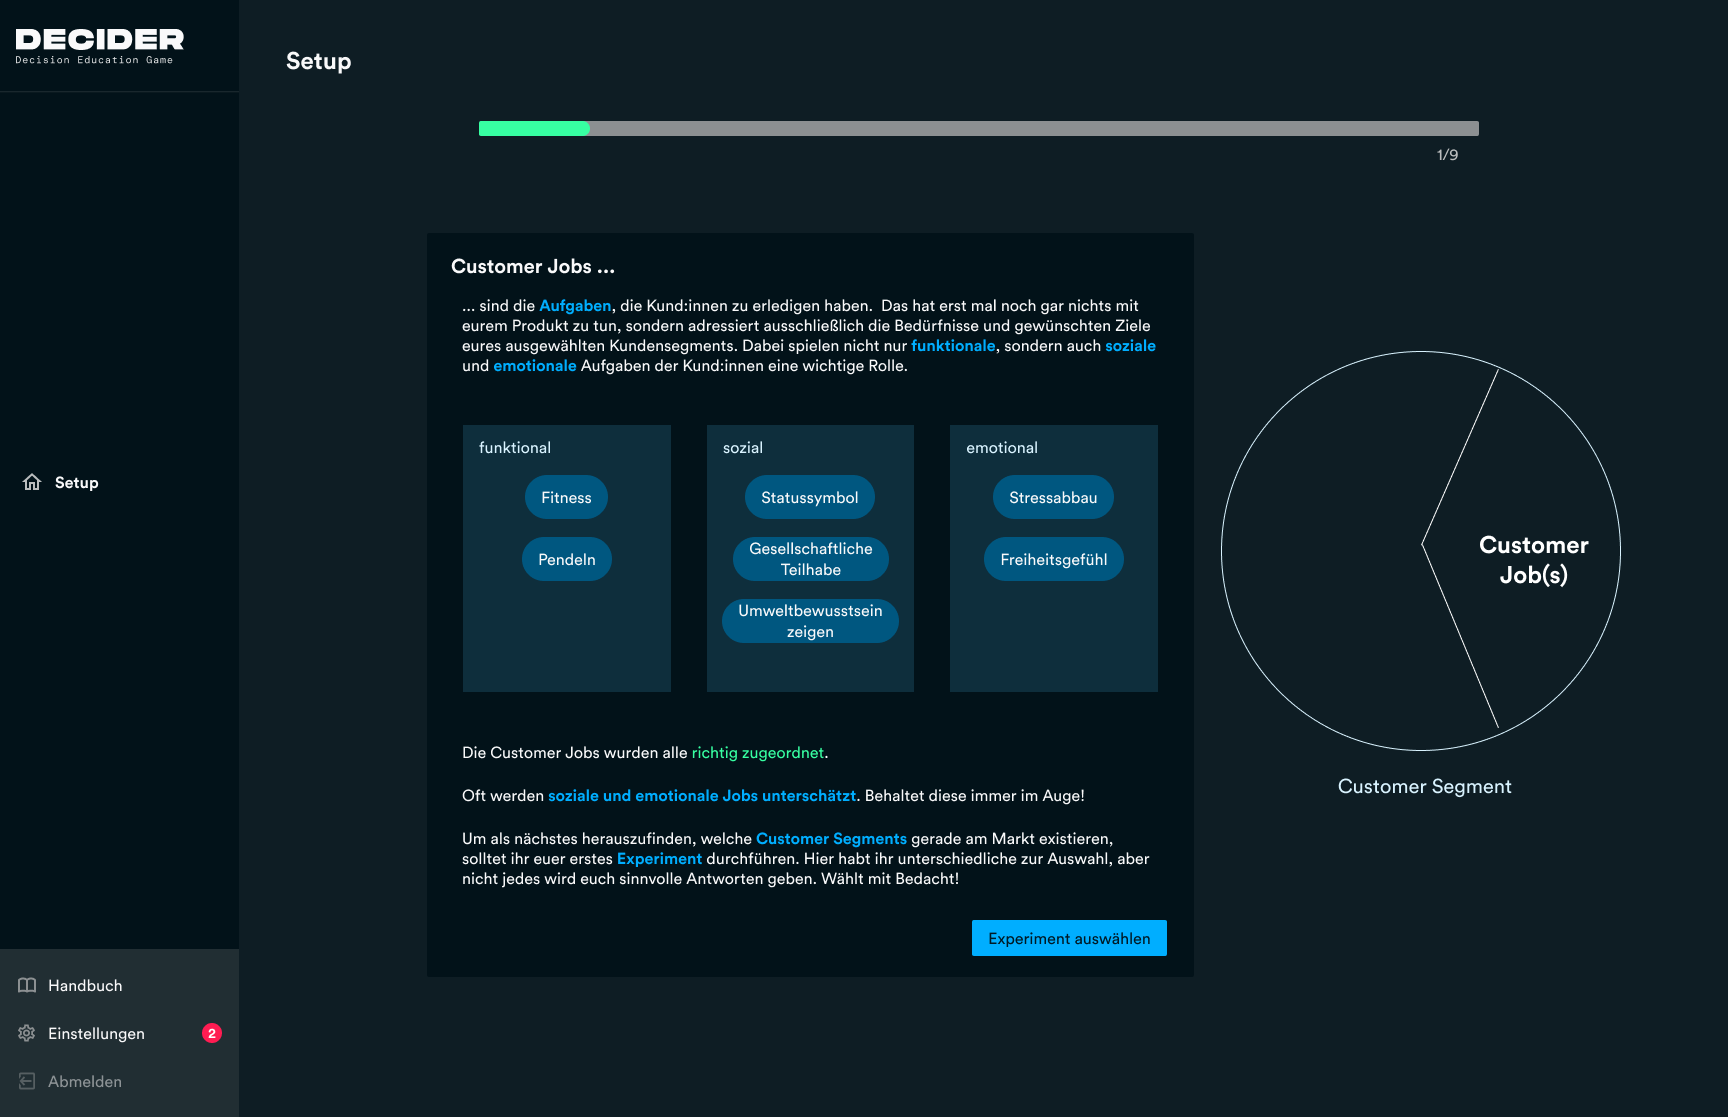 DECIDER
Decision Education Game
Setup
1/9
Customer Jobs ...
... sind die Aufgaben, die Kund:innen zu erledigen haben.  Das hat erst mal noch gar nichts mit
eurem Produkt zu tun, sondern adressiert ausschließlich die Bedürfnisse und gewünschten Ziele
eures ausgewählten Kundensegments. Dabei spielen nicht nur funktionale, sondern auch soziale
und emotionale Aufgaben der Kund:innen eine wichtige Rolle.
funktional
Fitness
Pendeln
sozial
Statussymbol
Gesellschaftliche
Teilhabe
Umweltbewusstsein
zeigen
emotional
Stressabbau
Freiheitsgefühl
Die Customer Jobs wurden alle richtig zugeordnet.
Oft werden soziale und emotionale Jobs unterschätzt. Behaltet diese immer im Auge!
Um als nächstes herauszufinden, welche Customer Segments gerade am Markt existieren,
solltet ihr euer erstes Experiment durchführen. Hier habt ihr unterschiedliche zur Auswahl, aber
nicht jedes wird euch sinnvolle Antworten geben. Wählt mit Bedacht!
Experiment auswählen
Customer
Job(s)
Customer Segment
Setup
Handbuch
Einstellungen
2
Abmelden